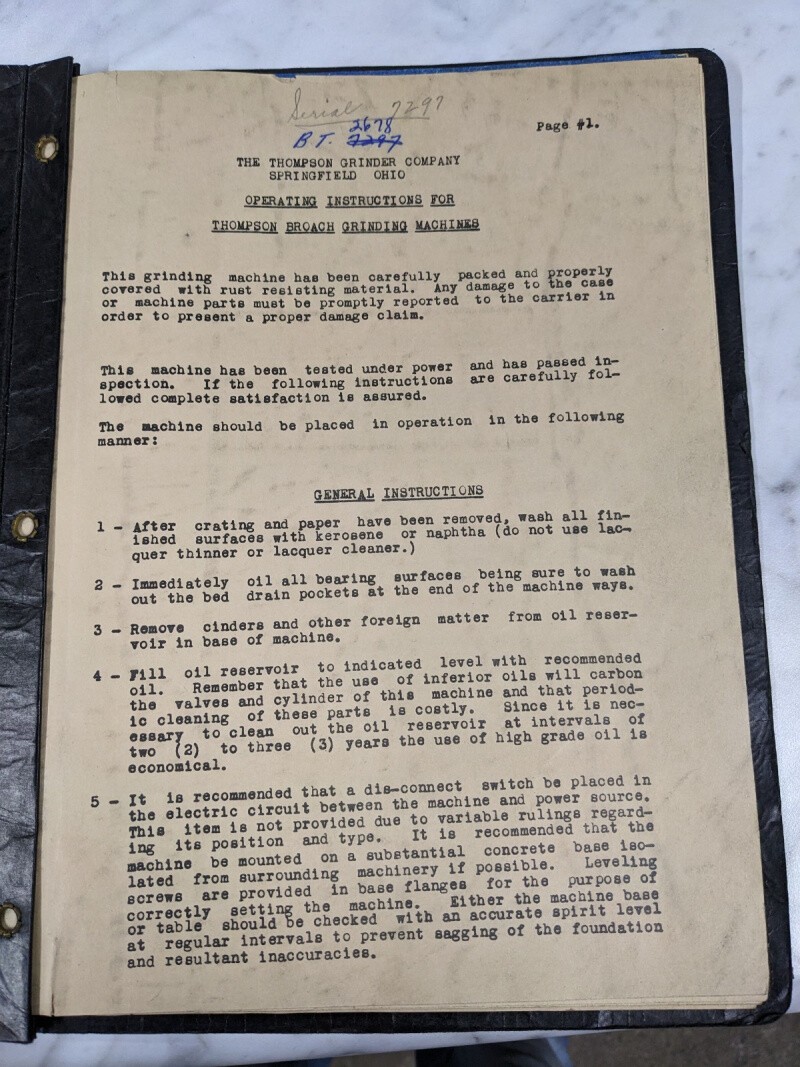 Serial 7297
2678
B.T. 7297
Page #1.
THE THOMPSON GRINDER COMPANY
SPRINGFIELD OHIO
OPERATING INSTRUCTIONS FOR
THOMPSON BROACH GRINDING MACHINES
This grinding machine has been carefully packed and properly
covered with rust resisting material. Any damage to the case
or machine parts must be promptly reported to the carrier in
order to present a proper damage claim.
This machine has been tested under power and has passed in-
spection. If the following instructions are carefully fol-
lowed complete satisfaction is assured.
The machine should be placed in operation in the following
manner:
GENERAL INSTRUCTIONS
1 - After crating and paper have been removed, wash all fin-
ished surfaces with kerosene or naphtha (do not use lac-
quer thinner or lacquer cleaner.)
2 - Immediately oil all bearing surfaces being sure to wash
out the bed drain pockets at the end of the machine ways.
3 - Remove cinders and other foreign matter from oil reser-
voir in base of machine.
4 - Fill oil reservoir to indicated level with recommended
oil. Remember that the use of inferior oils will carbon
the valves and cylinder of this machine and that period-
ic cleaning of these parts is costly. Since it is nec-
essary to clean out the oil reservoir at intervals of
two (2) to three (3) years the use of high grade oil is
economical.
5 - It is recommended that a dis-connect switch be placed in
the electric circuit between the machine and power source.
This item is not provided due to variable rulings regard-
ing its position and type. It is recommended that the
machine be mounted on a substantial concrete base iso-
lated from surrounding machinery if possible. Leveling
screws are provided in base flanges for the purpose of
correctly setting the machine. Either the machine base
or table should be checked with an accurate spirit level
at regular intervals to prevent sagging of the foundation
and resultant inaccuracies.